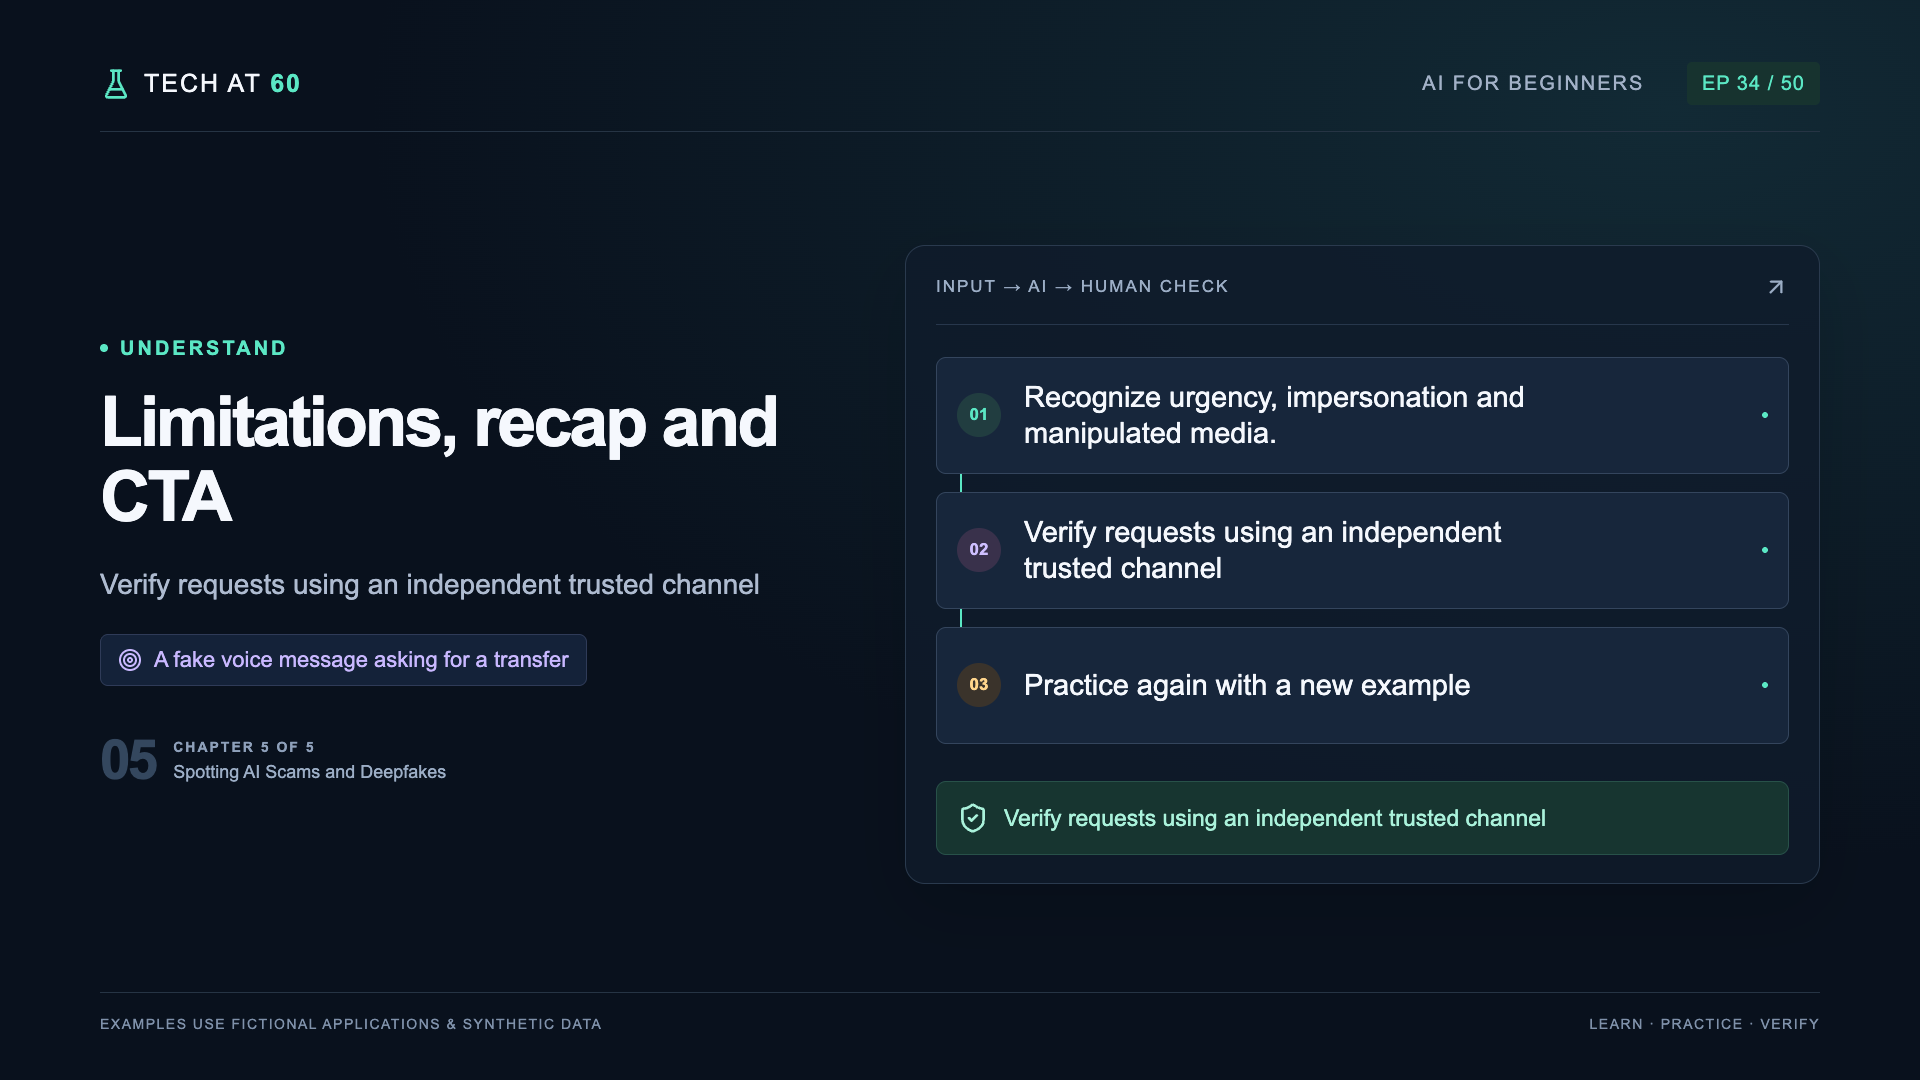 TECH AT 60
AI FOR BEGINNERS
EP 34 / 50
UNDERSTAND
Limitations, recap and
CTA
Verify requests using an independent trusted channel
A fake voice message asking for a transfer
05
CHAPTER 5 OF 5
Spotting AI Scams and Deepfakes
INPUT → AI → HUMAN CHECK
01
Recognize urgency, impersonation and
manipulated media.
02
Verify requests using an independent
trusted channel
03
Practice again with a new example
Verify requests using an independent trusted channel
EXAMPLES USE FICTIONAL APPLICATIONS & SYNTHETIC DATA
LEARN · PRACTICE · VERIFY